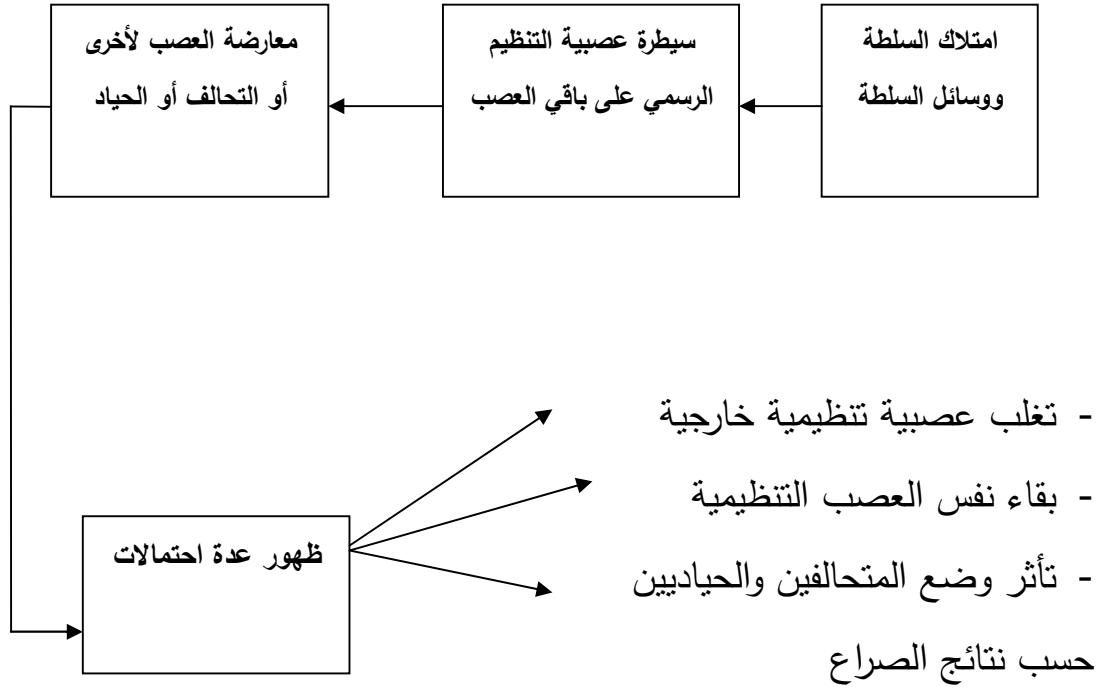 امتلاك السلطة
ووسائل السلطة
سيطرة عصبية التنظيم
الرسمي على باقي العصب
معارضة العصب لأخرى
أو التحالف أو الحياد
ظهور عدة احتمالات
- تغلب عصبية تنظيمية خارجية
- بقاء نفس العصب التنظيمية
- تأثر وضع المتحالفين والحياديين
حسب نتائج الصراع